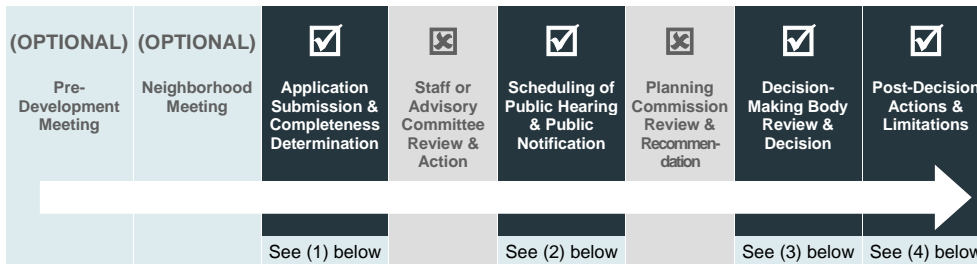 (OPTIONAL)
Pre-
Development
Meeting
(OPTIONAL)
Neighborhood
Meeting
Application
Submission &
Completeness
Determination
See (1) below
Staff or
Advisory
Committee
Review &
Action
Scheduling of
Public Hearing
& Public
Notification
See (2) below
Planning
Commission
Review &
Recommen-
dation
Decision-
Making Body
Review &
Decision
See (3) below
Post-Decision
Actions &
Limitations
See (4) below